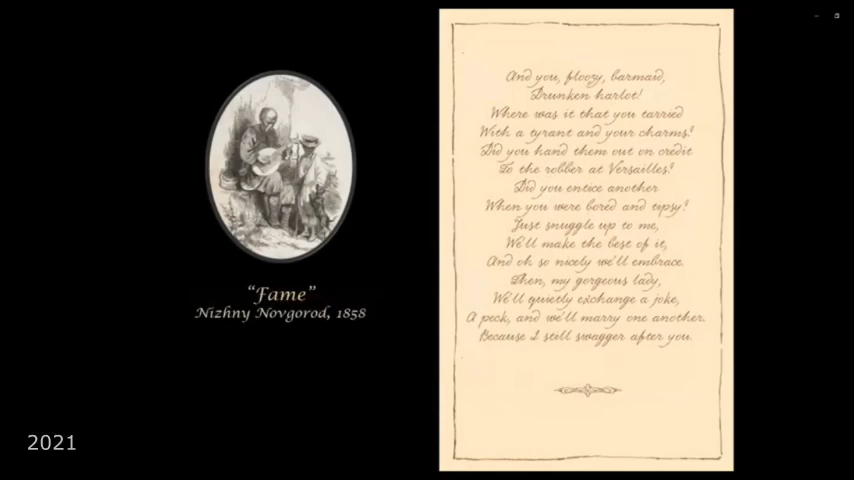 "Fame"
Nizhny Novgorod, 1858
And you, floozy, barmaid,
Drunken harlot!
Where was it that you tarried
With a tyrant and your charms?
Did you hand them out on credit
To the robber at Versailles?
Did you entice another
When you were bored and tipsy?
Just snuggle up to me,
We'll make the best of it,
And oh so nicely we'll embrace.
Then, my gorgeous lady,
We'll quietly exchange a joke,
A peck, and we'll marry one another.
Because I still swagger after you.
2021